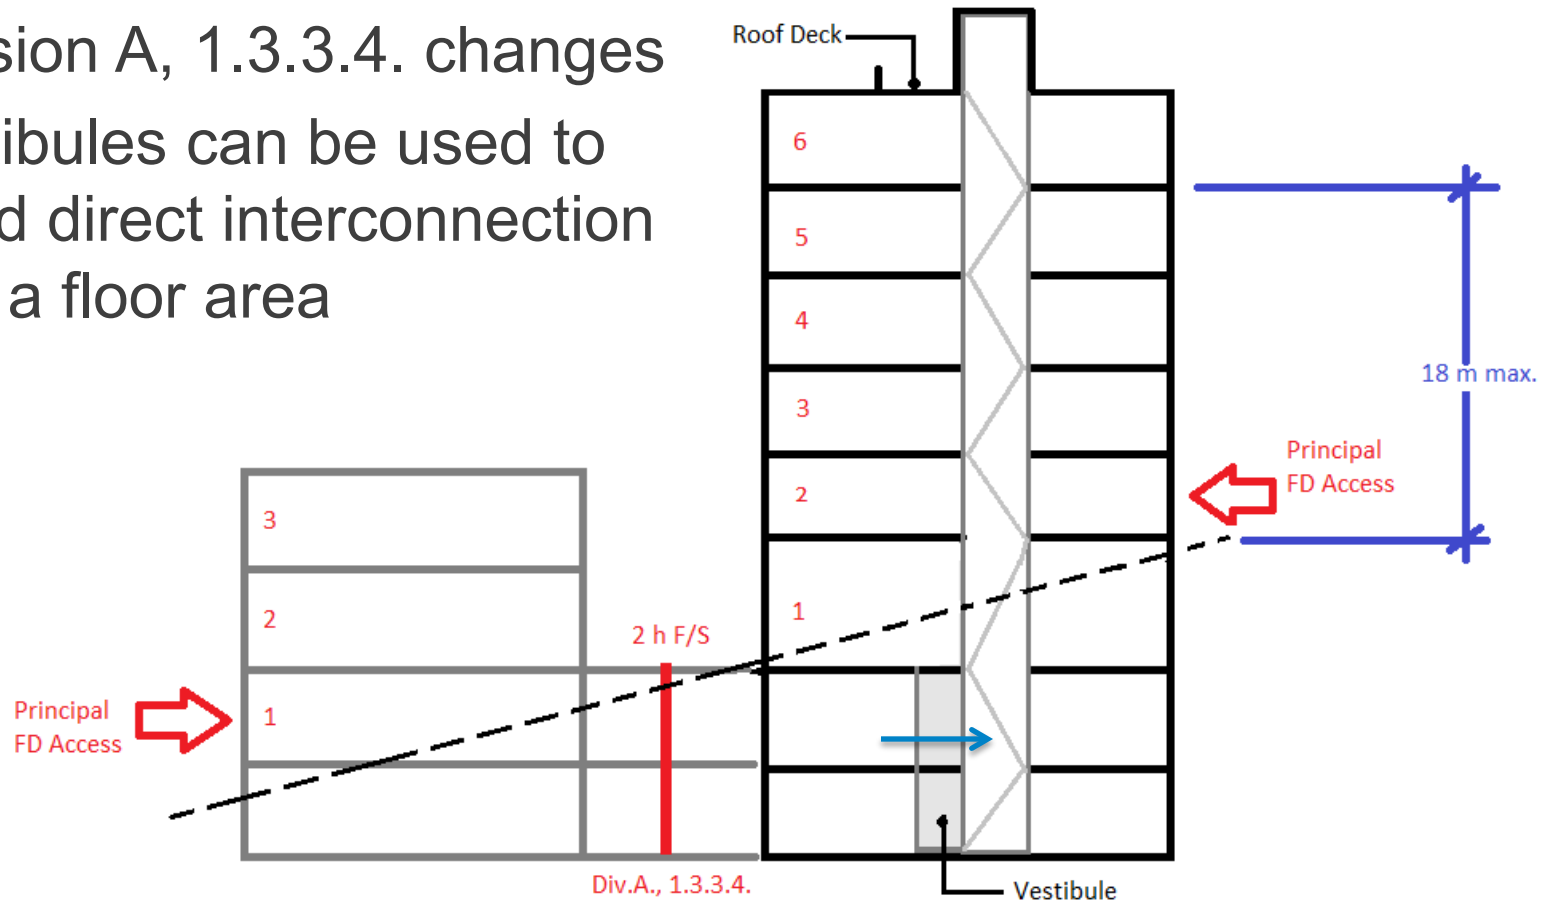 sion A, 1.3.3.4. changes
ibules can be used to
d direct interconnection
a floor area
Roof Deck
6
5
4
3
2
1
18 m max.
Principal
FD Access
3
2
1
2 h F/S
Principal
FD Access
Div.A., 1.3.3.4.
Vestibule